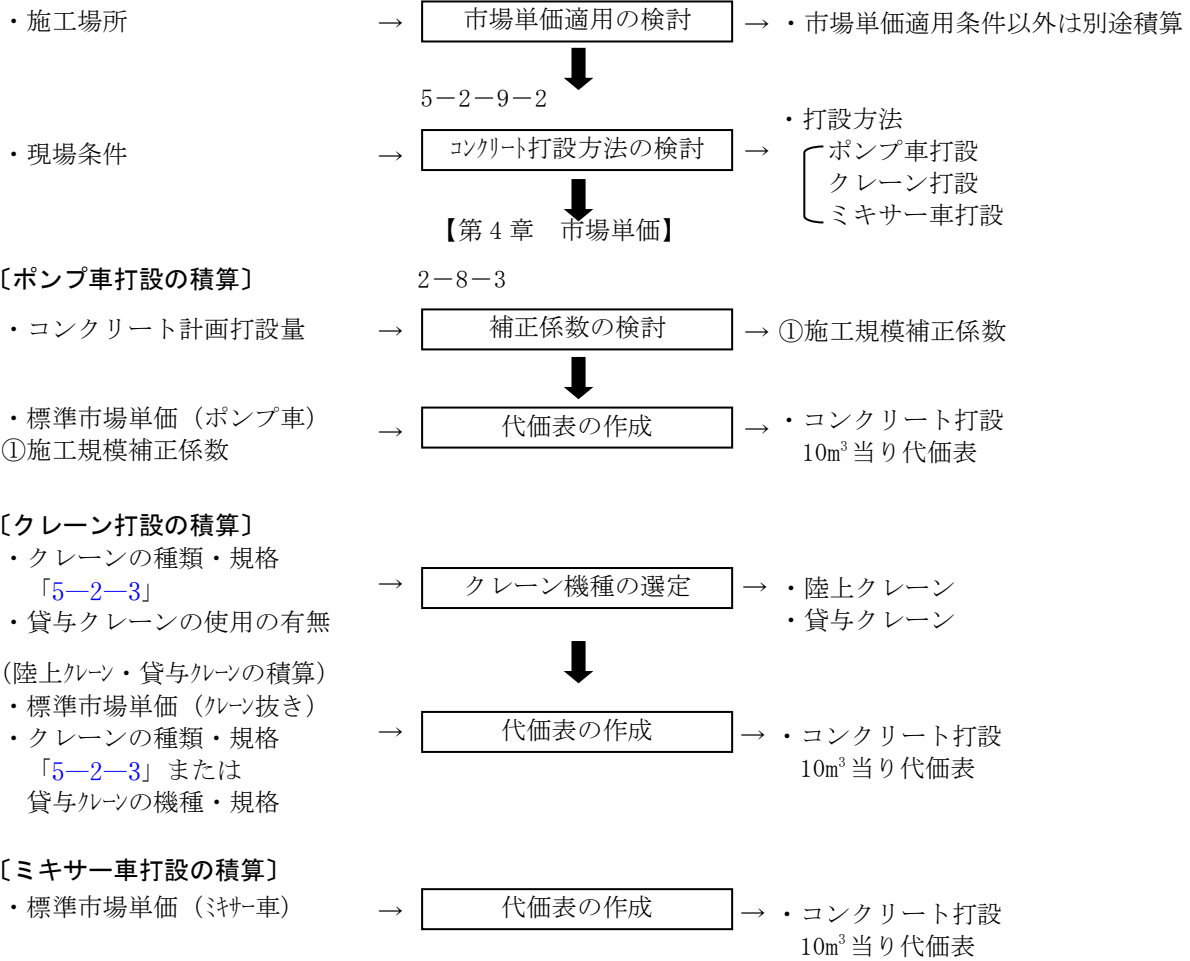 ・施工場所 → 市場単価適用の検討 → ・市場単価適用条件以外は別途積算
5－2－9－2
・現場条件 → コンクリート打設方法の検討 → ・打設方法
ポンプ車打設
クレーン打設
ミキサー車打設
【第4章 市場単価】
〔ポンプ車打設の積算〕 2－8－3
・コンクリート計画打設量 → 補正係数の検討 → ①施工規模補正係数
・標準市場単価（ポンプ車）
①施工規模補正係数 → 代価表の作成 → ・コンクリート打設
10m³当り代価表
〔クレーン打設の積算〕
・クレーンの種類・規格
「5―2―3」 → クレーン機種の選定 → ・陸上クレーン
・貸与クレーンの使用の有無 ・貸与クレーン
(陸上クレーン・貸与クレーンの積算)
・標準市場単価（クレーン抜き）
・クレーンの種類・規格 → 代価表の作成 → ・コンクリート打設
「5―2―3」または 10m³当り代価表
貸与クレーンの機種・規格
〔ミキサー車打設の積算〕
・標準市場単価（ミキサー車） → 代価表の作成 → ・コンクリート打設
10m³当り代価表